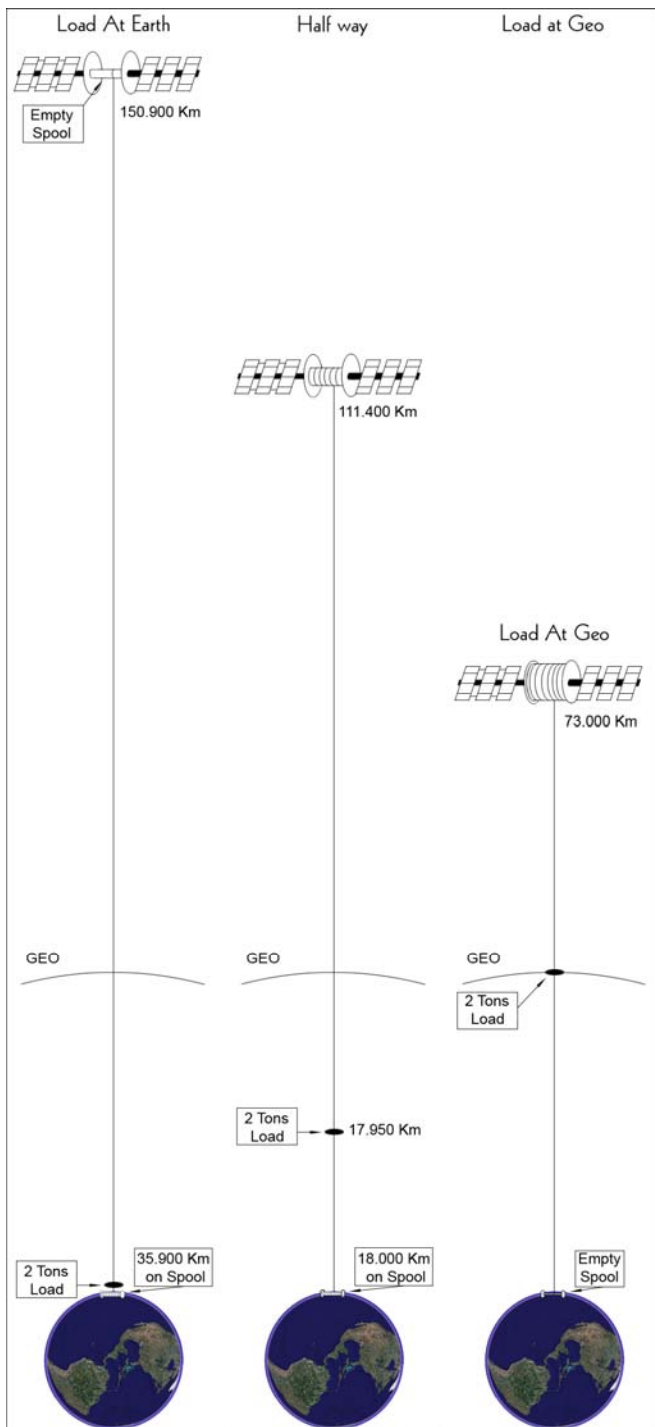 Load At Earth
Empty
Spool
150.900 Km
GEO
2 Tons
Load
35.900 Km
on Spool
Half way
111.400 Km
GEO
2 Tons
Load
17.950 Km
18.000 Km
on Spool
Load at Geo
Load At Geo
73.000 Km
GEO
2 Tons
Load
Empty
Spool